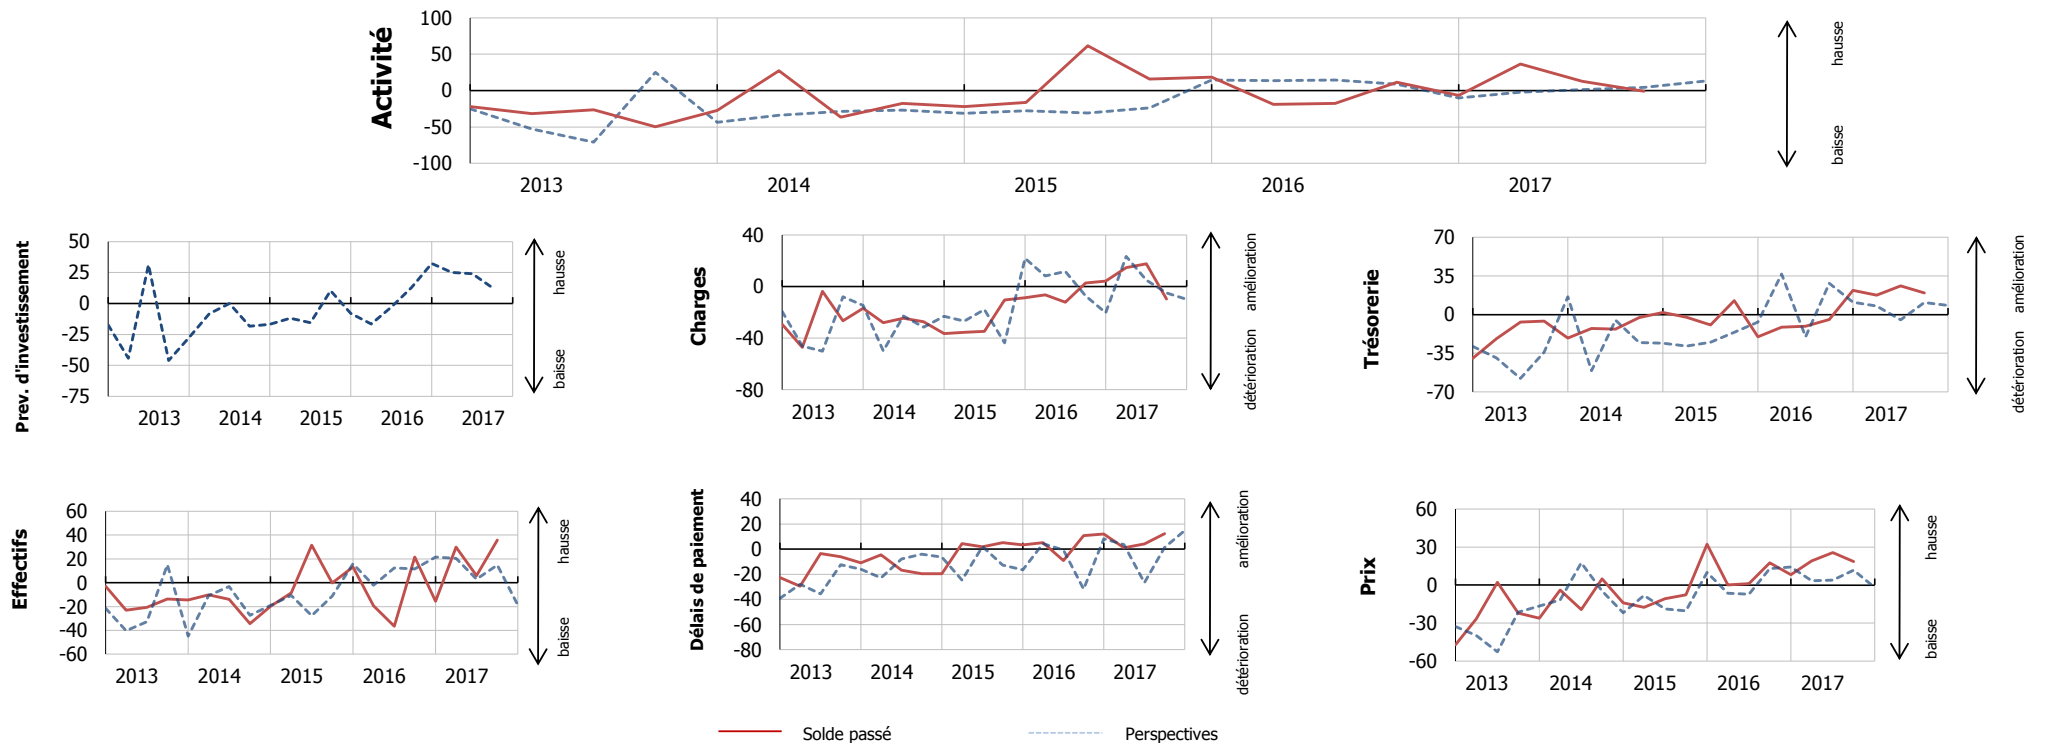 Activité
100
50
0
-50
-100
2013 2014 2015 2016 2017
hausse
baisse
Prev. d'investissement
50
25
0
-25
-50
-75
2013 2014 2015 2016 2017
hausse
baisse
Charges
40
0
-40
-80
2013 2014 2015 2016 2017
amélioration
détérioration
Trésorerie
70
35
0
-35
-70
2013 2014 2015 2016 2017
amélioration
détérioration
Effectifs
60
40
20
0
-20
-40
-60
2013 2014 2015 2016 2017
hausse
baisse
Délais de paiement
40
20
0
-20
-40
-60
-80
2013 2014 2015 2016 2017
amélioration
détérioration
Prix
60
30
0
-30
-60
2013 2014 2015 2016 2017
hausse
baisse
Solde passé Perspectives